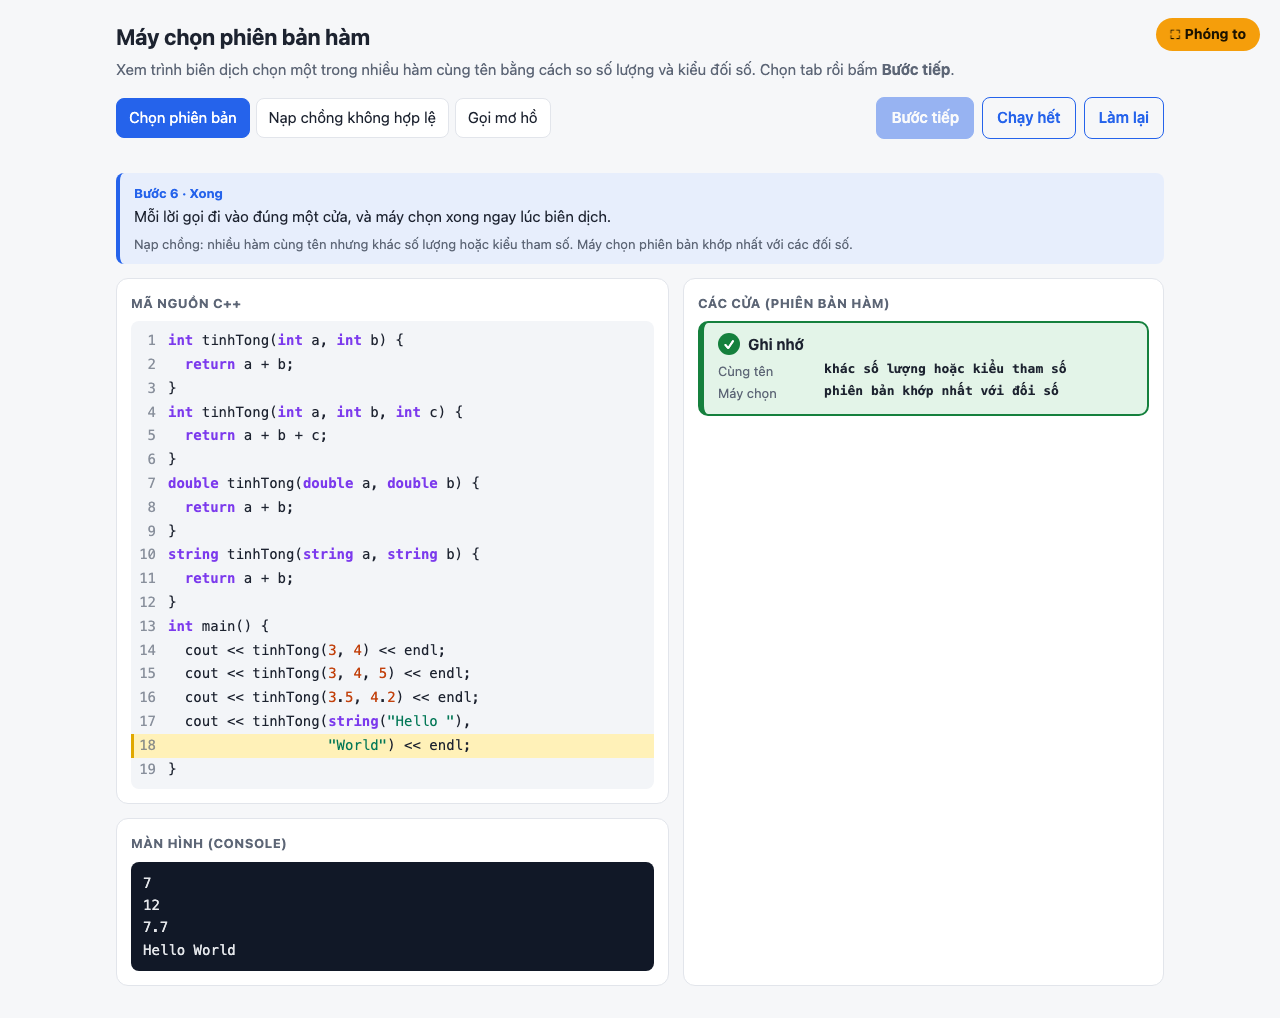 Máy chọn phiên bản hàm
Phóng to
Xem trình biên dịch chọn một trong nhiều hàm cùng tên bằng cách so số lượng và kiểu đối số. Chọn tab rồi bấm Bước tiếp.
Chọn phiên bản
Nạp chồng không hợp lệ
Gọi mơ hồ
Bước tiếp
Chạy hết
Làm lại
Bước 6 · Xong
Mỗi lời gọi đi vào đúng một cửa, và máy chọn xong ngay lúc biên dịch.
Nạp chồng: nhiều hàm cùng tên nhưng khác số lượng hoặc kiểu tham số. Máy chọn phiên bản khớp nhất với các đối số.
MÃ NGUỒN C++
1 int tinhTong(int a, int b) {
2   return a + b;
3 }
4 int tinhTong(int a, int b, int c) {
5   return a + b + c;
6 }
7 double tinhTong(double a, double b) {
8   return a + b;
9 }
10 string tinhTong(string a, string b) {
11   return a + b;
12 }
13 int main() {
14   cout << tinhTong(3, 4) << endl;
15   cout << tinhTong(3, 4, 5) << endl;
16   cout << tinhTong(3.5, 4.2) << endl;
17   cout << tinhTong(string("Hello "),
18                    "World") << endl;
19 }
MÀN HÌNH (CONSOLE)
7
12
7.7
Hello World
CÁC CỬA (PHIÊN BẢN HÀM)
Ghi nhớ
Cùng tên khác số lượng hoặc kiểu tham số
Máy chọn phiên bản khớp nhất với đối số